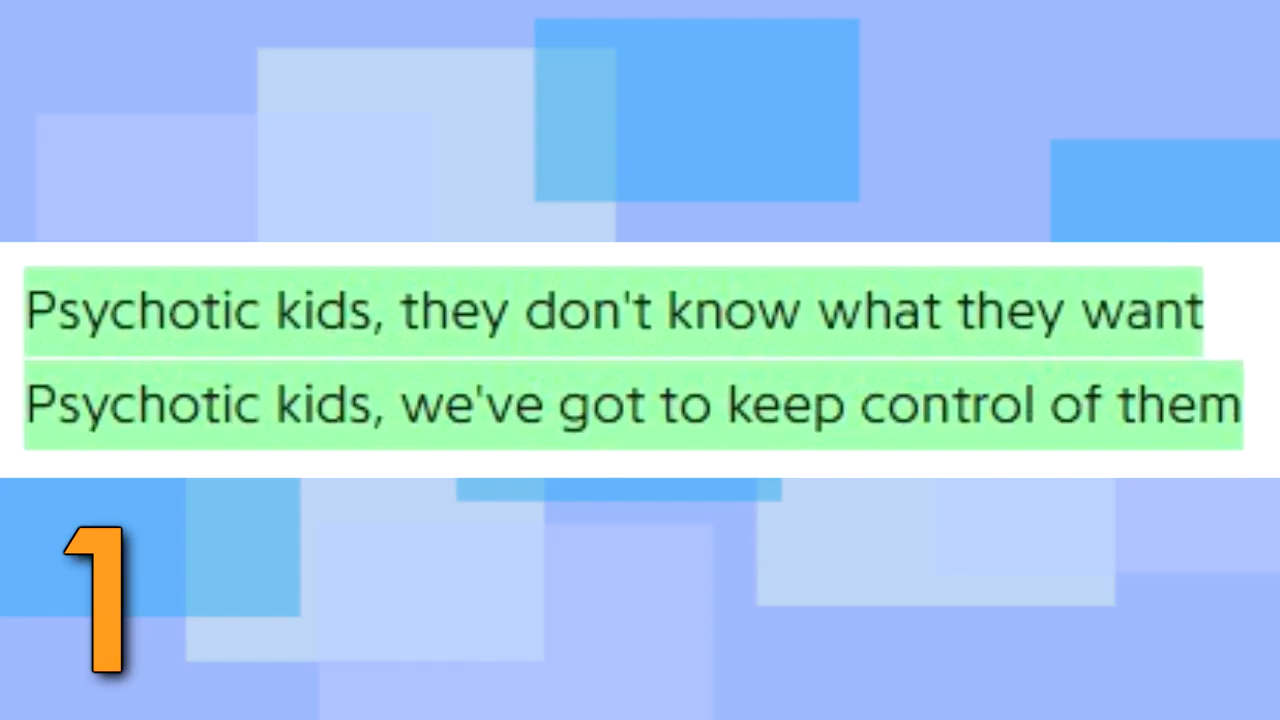 Psychotic kids, they don't know what they want
Psychotic kids, we've got to keep control of them
1